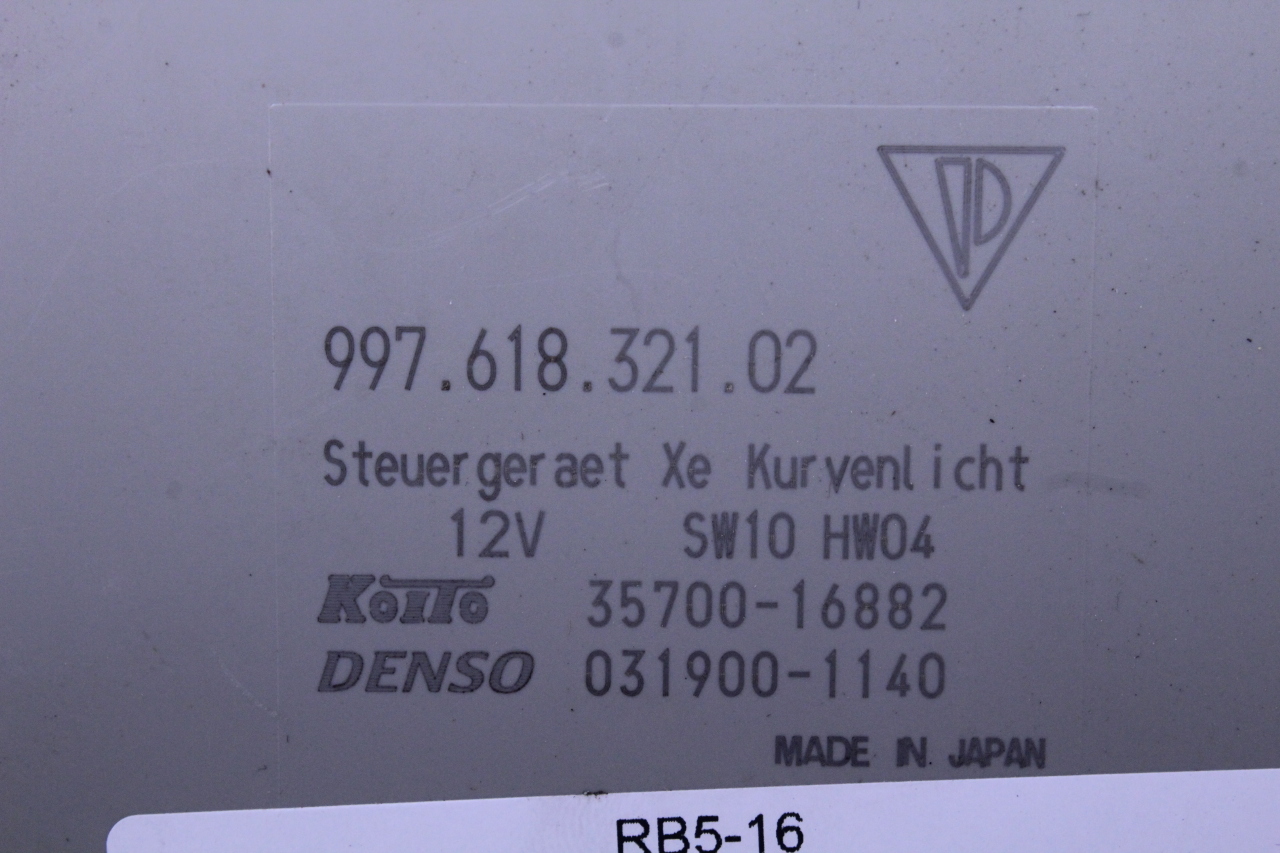 997.618.321.02
Steuergeraet Xe Kurvenlicht
12V SW10 HW04
KOITO 35700-16882
DENSO 031900-1140
MADE IN JAPAN
RB5-16